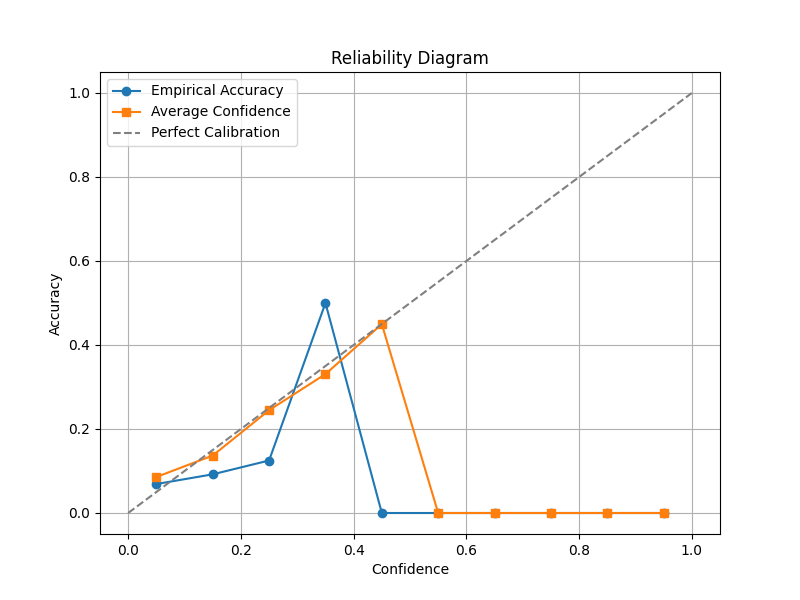 Reliability Diagram
Empirical Accuracy
Average Confidence
Perfect Calibration
1.0
0.8
0.6
0.4
0.2
0.0
Accuracy
0.0 0.2 0.4 0.6 0.8 1.0
Confidence